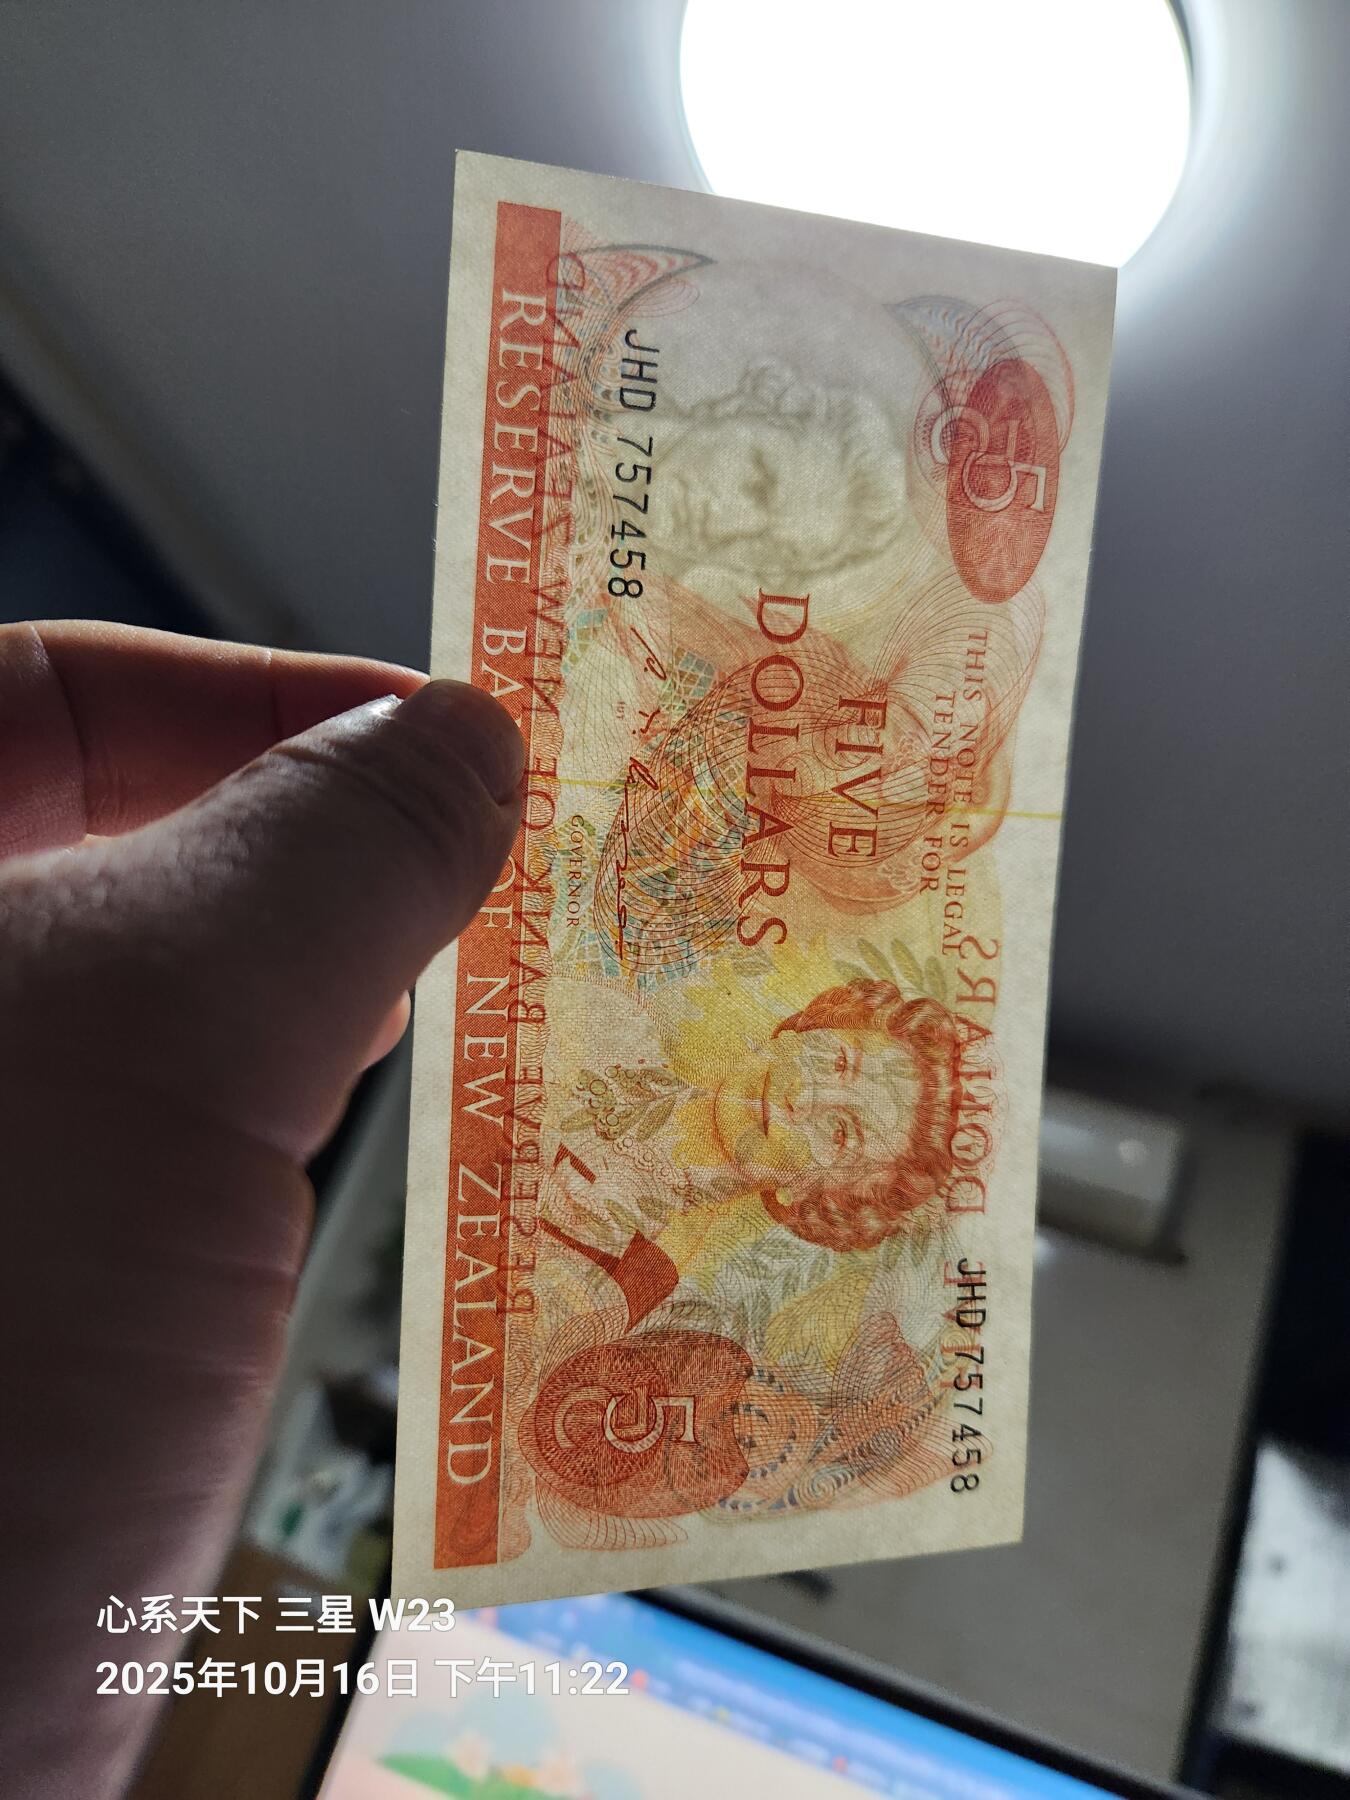 RESERVE BANK OF NEW ZEALAND
JHD 757458
THIS NOTE IS LEGAL
TENDER FOR
FIVE
DOLLARS
GOVERNOR
JHD 757458
5
5
心系天下 三星 W23
2025年10月16日 下午11:22